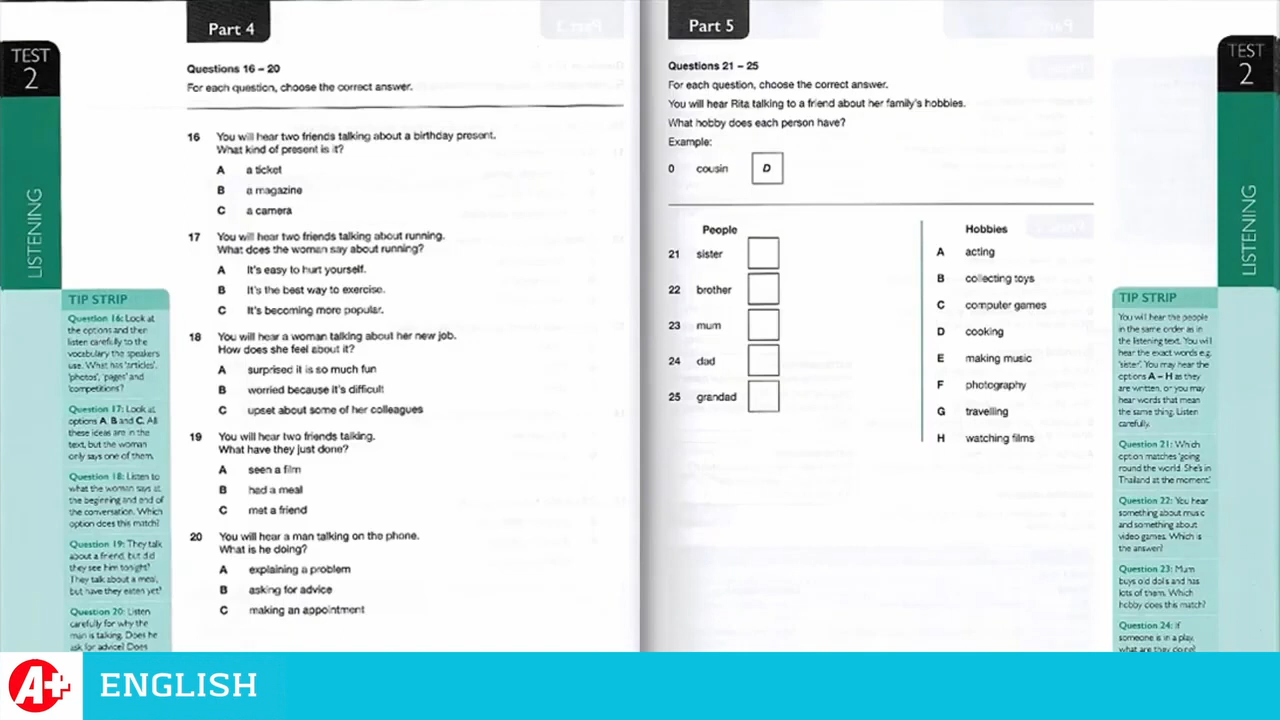 Part 4
TEST
2
LISTENING
Questions 16 – 20
For each question, choose the correct answer.
16 You will hear two friends talking about a birthday present.
What kind of present is it?
A a ticket
B a magazine
C a camera
17 You will hear two friends talking about running.
What does the woman say about running?
A It's easy to hurt yourself.
B It's the best way to exercise.
C It's becoming more popular.
18 You will hear a woman talking about her new job.
How does she feel about it?
A surprised it is so much fun
B worried because it's difficult
C upset about some of her colleagues
19 You will hear two friends talking.
What have they just done?
A seen a film
B had a meal
C met a friend
20 You will hear a man talking on the phone.
What is he doing?
A explaining a problem
B asking for advice
C making an appointment
TIP STRIP
Question 16: Look at
the options and then
listen carefully to the
vocabulary the speakers
use. What has 'articles',
'photos', 'pages' and
'competitions'?
Question 17: Look at
options A, B and C. All
these ideas are in the
text, but the woman
only says one of them.
Question 18: Listen to
what the woman says at
the beginning and end of
the conversation. Which
option does this match?
Question 19: They talk
about a friend, but did
they see him tonight?
They talk about a meal,
but have they eaten yet?
Question 20: Listen
carefully for why the
man is talking. Does he
ask for advice? Does
Part 5
TEST
2
LISTENING
Questions 21 – 25
For each question, choose the correct answer.
You will hear Rita talking to a friend about her family's hobbies.
What hobby does each person have?
Example:
0 cousin D
People
21 sister
22 brother
23 mum
24 dad
25 grandad
Hobbies
A acting
B collecting toys
C computer games
D cooking
E making music
F photography
G travelling
H watching films
TIP STRIP
You will hear the people
in the same order as in
the listening text. You will
hear the exact words e.g.
'sister'. You may hear the
options A – H as they
are written, or you may
hear words that mean
the same thing. Listen
carefully.
Question 21: Which
option matches 'going
round the world. She's in
Thailand at the moment.'
Question 22: You hear
something about music
and something about
video games. Which is
the answer?
Question 23: Mum
buys old dolls and has
lots of them. Which
hobby does this match?
Question 24: If
someone is in a play,
what are they doing?
A+ ENGLISH